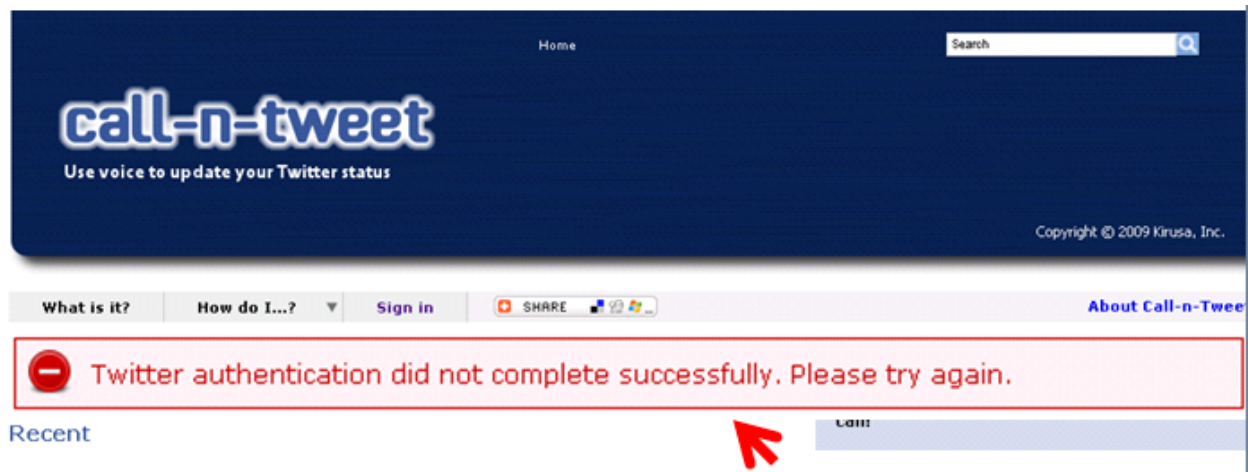 Home
Search
call-n-tweet
Use voice to update your Twitter status
Copyright © 2009 Kirusa, Inc.
What is it? How do I...? Sign in SHARE About Call-n-Twee
Twitter authentication did not complete successfully. Please try again.
Recent